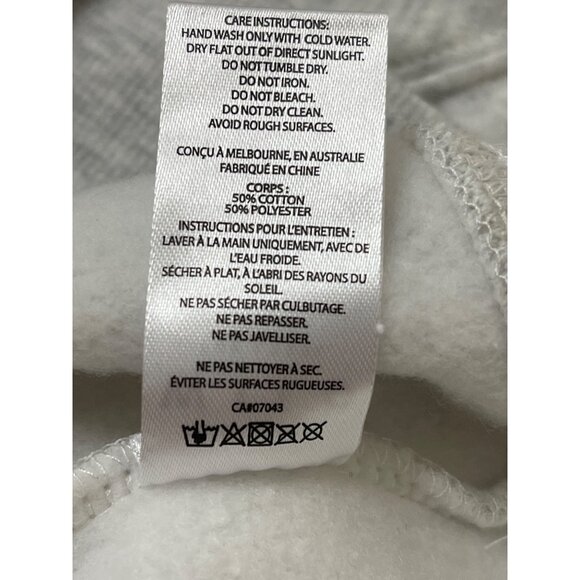 CARE INSTRUCTIONS:
HAND WASH ONLY WITH COLD WATER.
DRY FLAT OUT OF DIRECT SUNLIGHT.
DO NOT TUMBLE DRY.
DO NOT IRON.
DO NOT BLEACH.
DO NOT DRY CLEAN.
AVOID ROUGH SURFACES.
CONÇU À MELBOURNE, EN AUSTRALIE
FABRIQUÉ EN CHINE
CORPS :
50% COTTON
50% POLYESTER
INSTRUCTIONS POUR L'ENTRETIEN :
LAVER À LA MAIN UNIQUEMENT, AVEC DE
L'EAU FROIDE.
SÉCHER À PLAT, À L'ABRI DES RAYONS DU
SOLEIL.
NE PAS SÉCHER PAR CULBUTAGE.
NE PAS REPASSER.
NE PAS JAVELLISER.
NE PAS NETTOYER À SEC.
ÉVITER LES SURFACES RUGUEUSES.
CA#07043